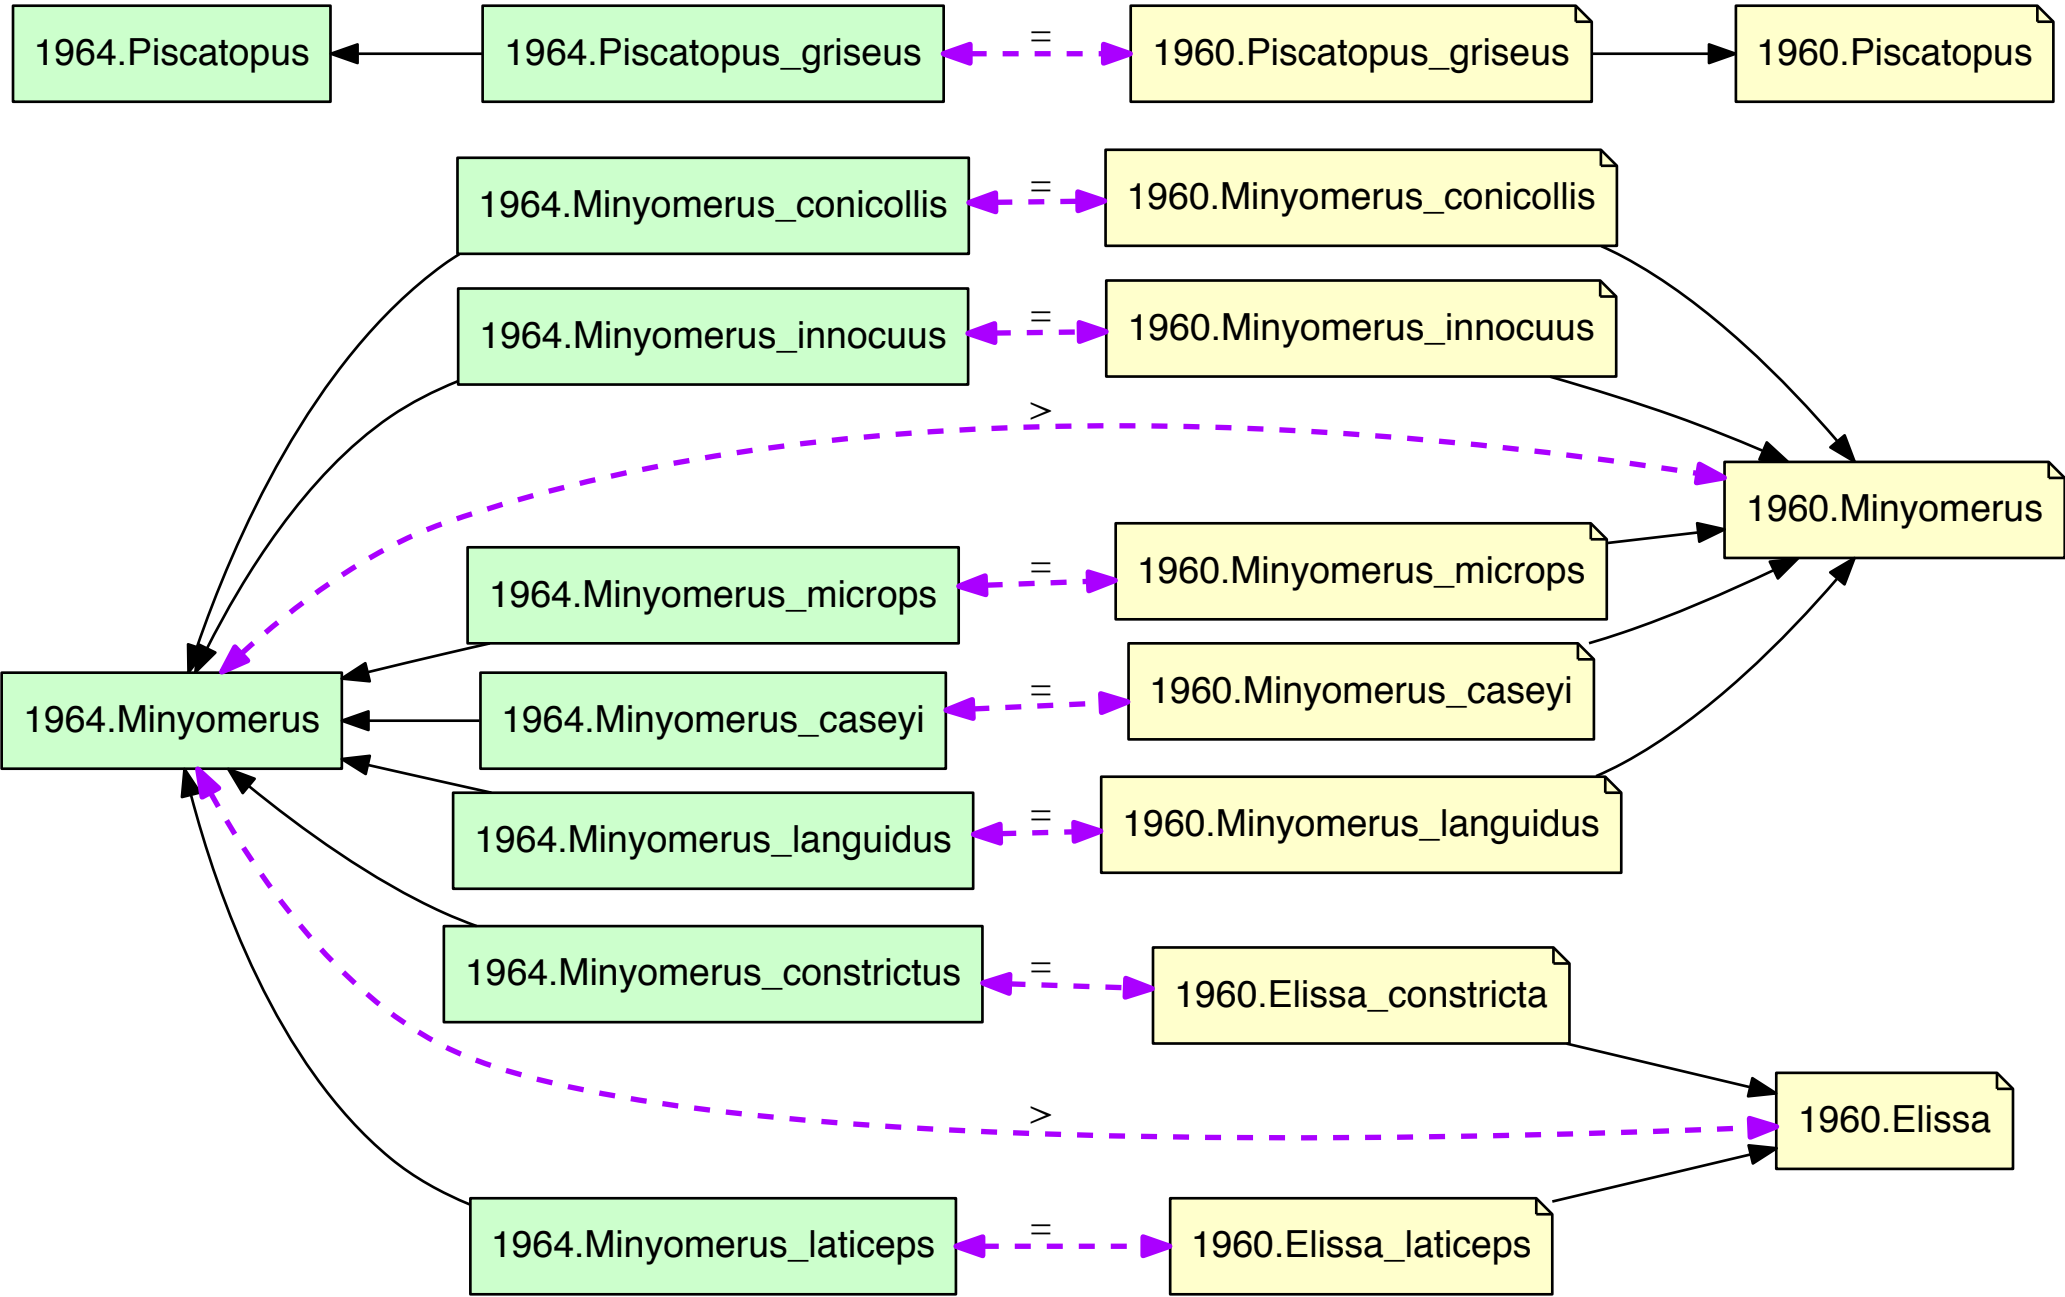 1964.Piscatopus
1964.Piscatopus_griseus
=
1960.Piscatopus_griseus
1960.Piscatopus
1964.Minyomerus_conicollis
=
1960.Minyomerus_conicollis
1964.Minyomerus_innocuus
=
1960.Minyomerus_innocuus
>
1960.Minyomerus
1964.Minyomerus_microps
=
1960.Minyomerus_microps
1964.Minyomerus
1964.Minyomerus_caseyi
=
1960.Minyomerus_caseyi
1964.Minyomerus_languidus
=
1960.Minyomerus_languidus
1964.Minyomerus_constrictus
=
1960.Elissa_constricta
>
1960.Elissa
1964.Minyomerus_laticeps
=
1960.Elissa_laticeps